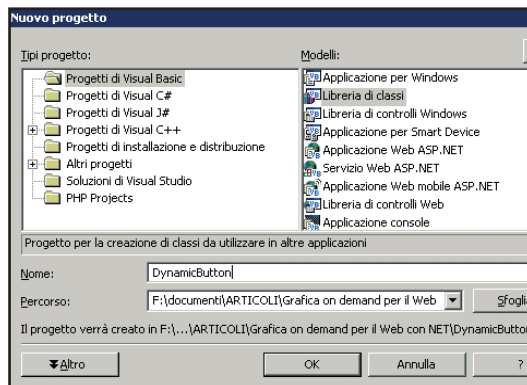 Nuovo progetto
Tipi progetto:
Modelli:
Progetti di Visual Basic
Progetti di Visual C#
Progetti di Visual J#
Progetti di Visual C++
Progetti di installazione e distribuzione
Altri progetti
Soluzioni di Visual Studio
PHP Projects
Applicazione per Windows
Libreria di classi
Libreria di controlli Windows
Applicazione per Smart Device
Applicazione Web ASP.NET
Servizio Web ASP.NET
Applicazione Web mobile ASP.NET
Libreria di controlli Web
Applicazione console
Progetto per la creazione di classi da utilizzare in altre applicazioni
Nome: DynamicButton
Percorso: F:\documenti\ARTICOLI\Grafica on demand per il Web Sfogli
Il progetto verrà creato in F:\...\ARTICOLI\Grafica on demand per il Web con NET\DynamicButton
Altro OK Annulla ?